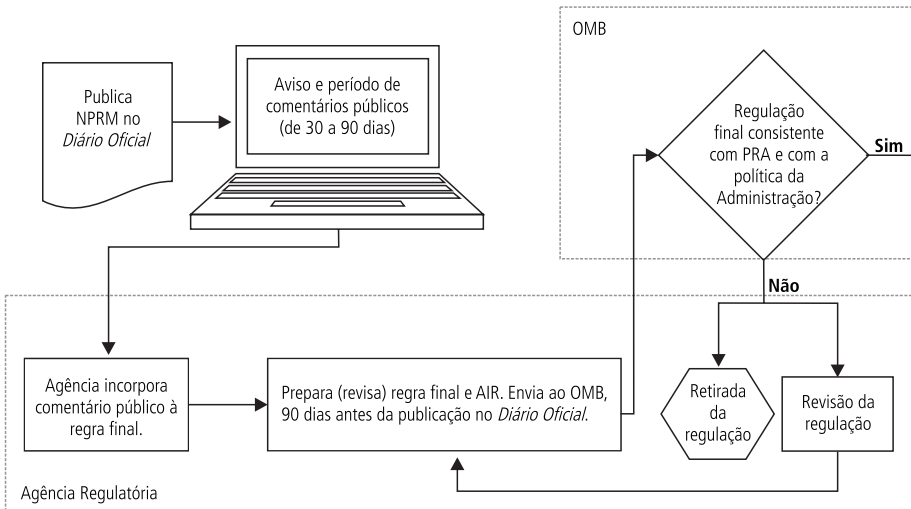 OMB
Publica
NPRM no
Diário Oficial
Aviso e período de
comentários públicos
(de 30 a 90 dias)
Regulação
final consistente
com PRA e com a
política da
Administração?
Sim
Não
Agência incorpora
comentário público à
regra final.
Prepara (revisa) regra final e AIR. Envia ao OMB,
90 dias antes da publicação no Diário Oficial.
Retirada
da
regulação
Revisão da
regulação
Agência Regulatória